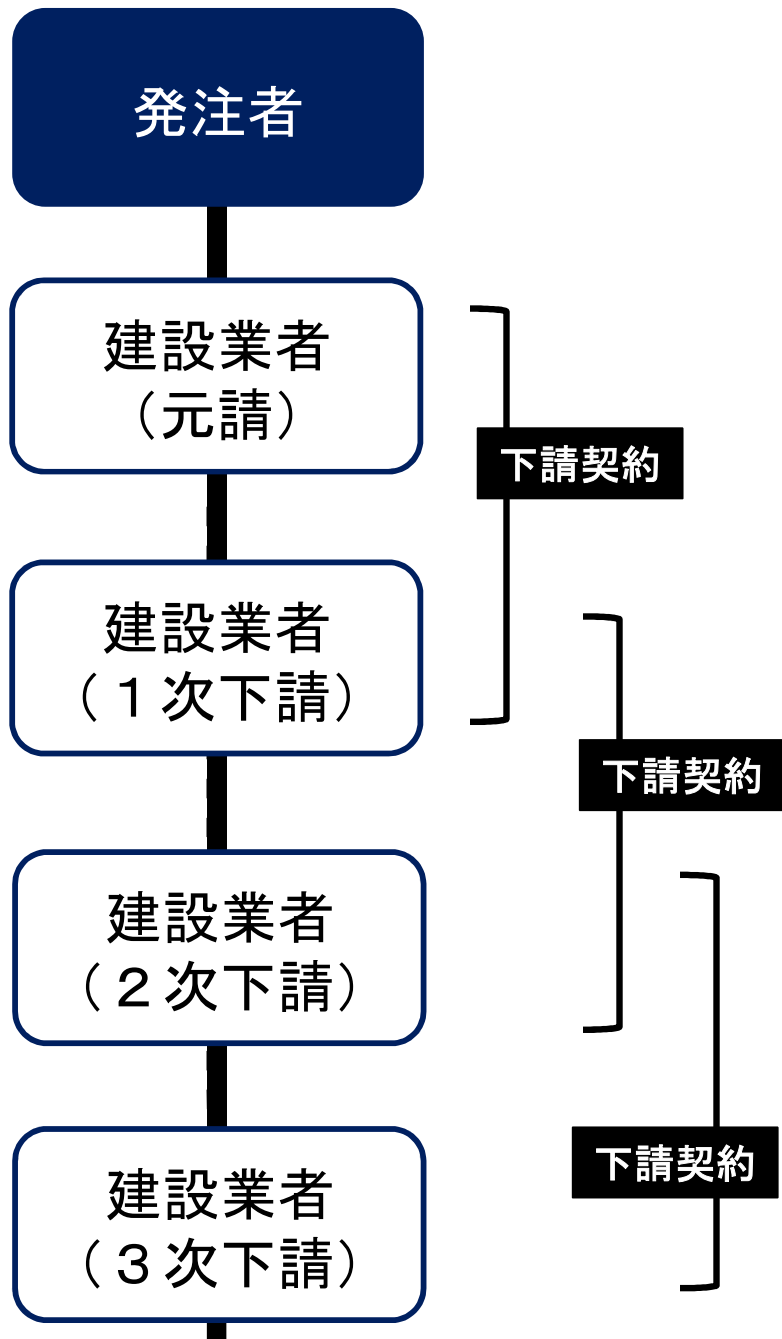 発注者
建設業者
（元請）
下請契約
建設業者
（１次下請）
下請契約
建設業者
（２次下請）
下請契約
建設業者
（３次下請）